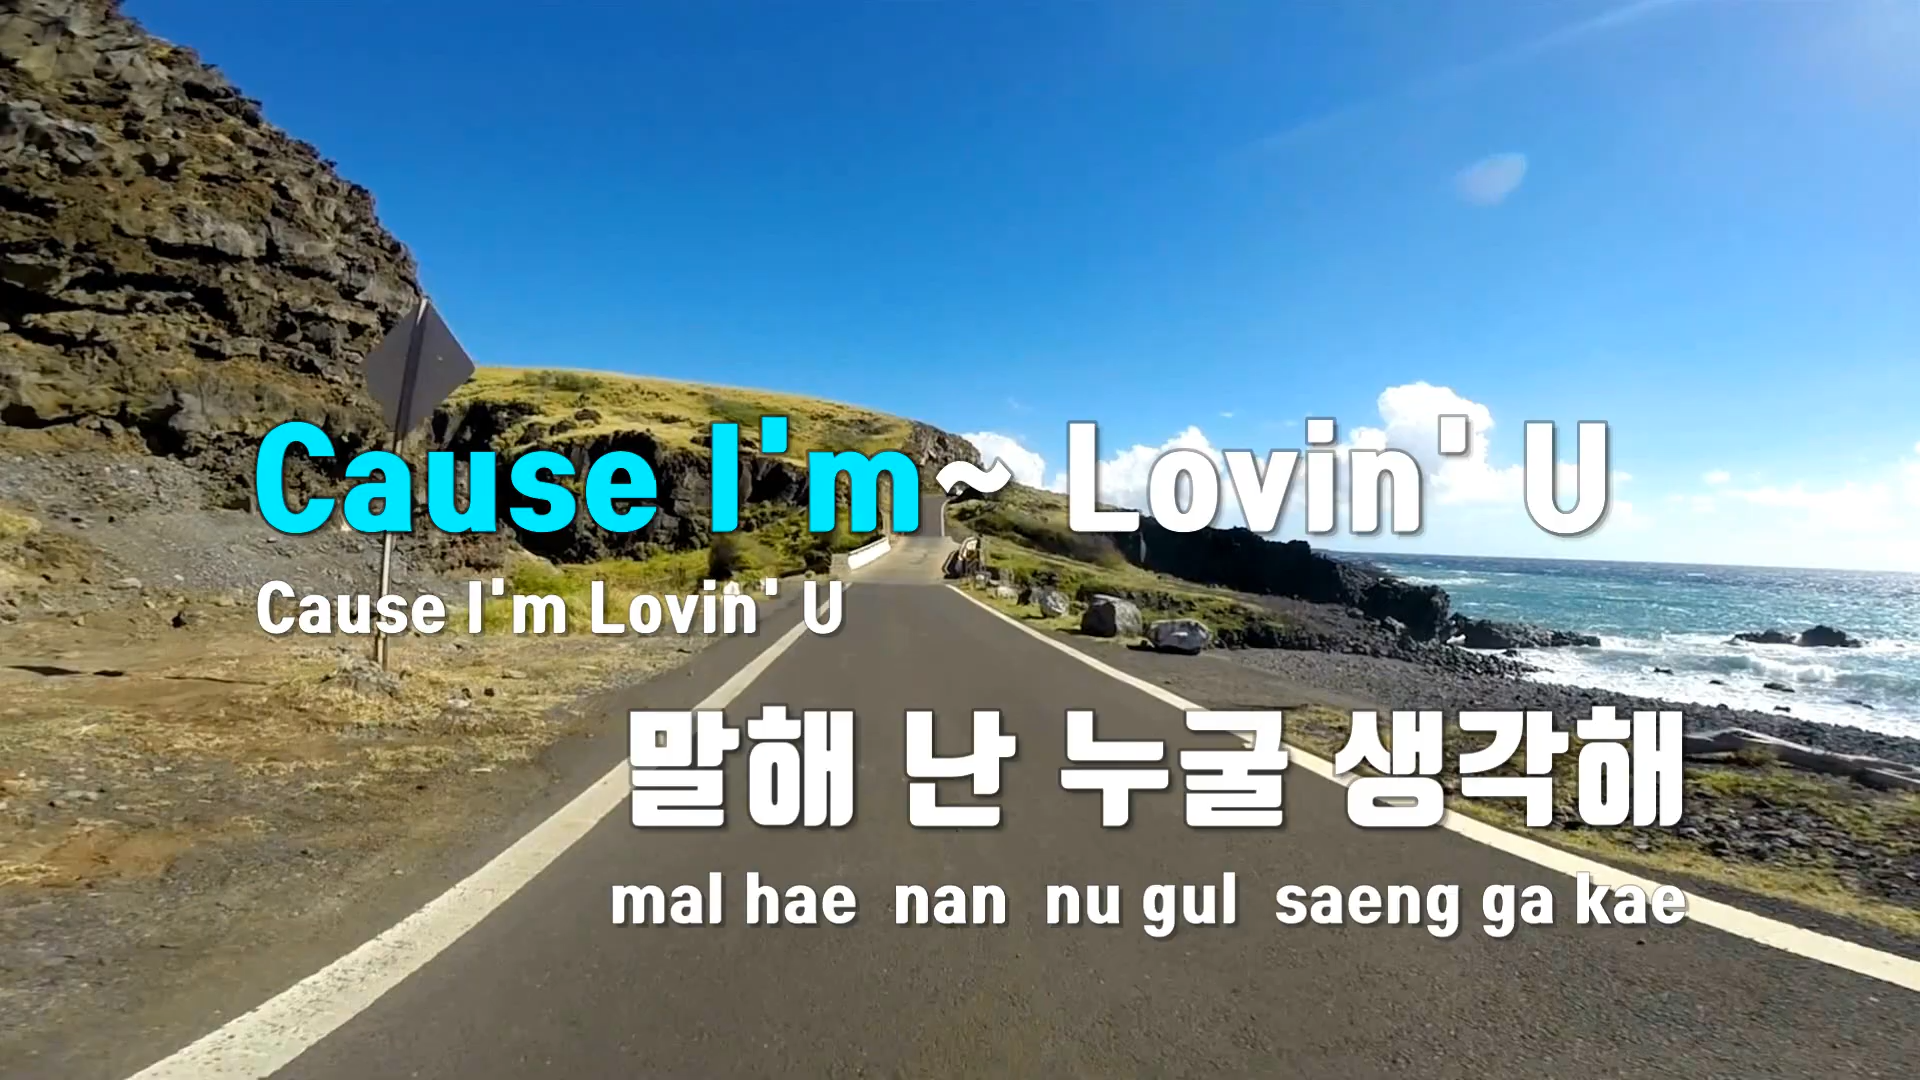 Cause I'm~ Lovin' U
Cause I'm Lovin' U
말해 난 누굴 생각해
mal hae nan nu gul saeng ga kae